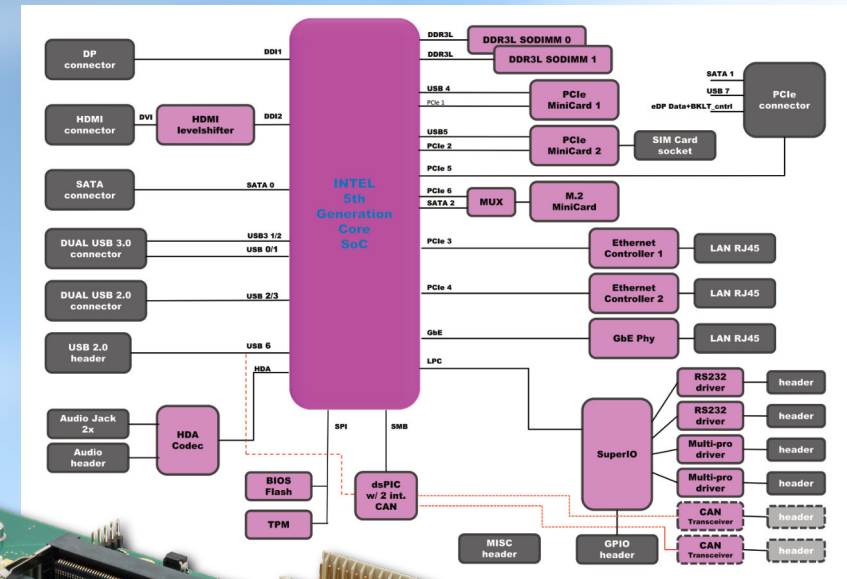 DP
connector
DDI1
HDMI
connector
DVI
HDMI
levelshifter
DDI2
SATA
connector
SATA 0
DUAL USB 3.0
connector
USB3 1/2
USB 0/1
DUAL USB 2.0
connector
USB 2/3
USB 2.0
header
USB 6
HDA
Audio Jack
2x
Audio
header
HDA
Codec
INTEL
5th
Generation
Core
SoC
SPI
SMB
BIOS
Flash
TPM
dsPIC
w/ 2 int.
CAN
DDR3L
DDR3L SODIMM 0
DDR3L
DDR3L SODIMM 1
USB 4
PCIe 1
PCIe
MiniCard 1
USB5
PCIe 2
PCIe
MiniCard 2
SIM Card
socket
SATA 1
USB 7
eDP Data+BKLT_cntrl
PCIe
connector
PCIe 5
PCIe 6
SATA 2
MUX
M.2
MiniCard
PCIe 3
Ethernet
Controller 1
LAN RJ45
PCIe 4
Ethernet
Controller 2
LAN RJ45
GbE
GbE Phy
LAN RJ45
LPC
SuperIO
RS232
driver
header
RS232
driver
header
Multi-pro
driver
header
Multi-pro
driver
header
CAN
Transceiver
header
CAN
Transceiver
header
MISC
header
GPIO
header